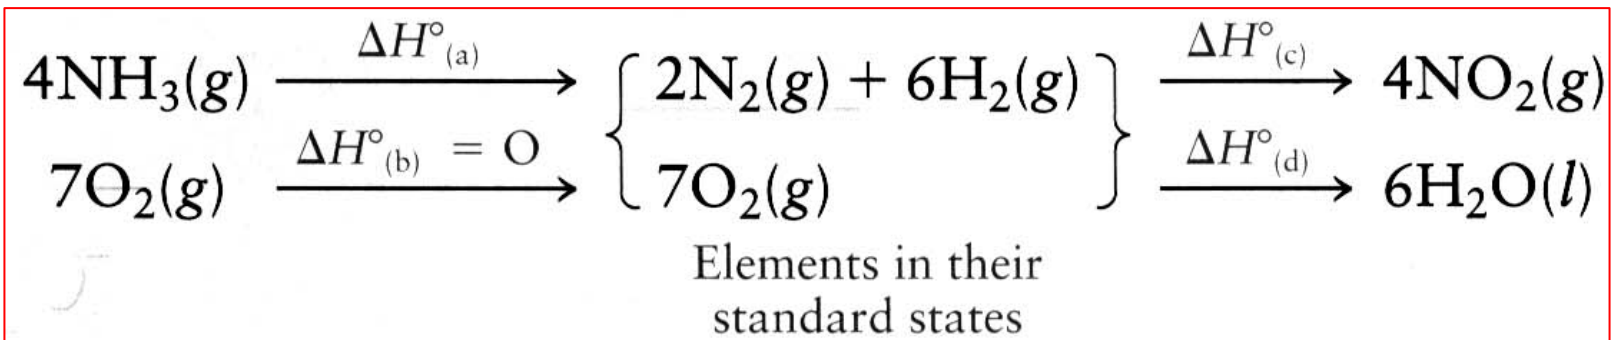 ΔH°(a) ΔH°(c)
4NH₃(g) ⟶ { 2N₂(g) + 6H₂(g) } ⟶ 4NO₂(g)
ΔH°(b) = O ΔH°(d)
7O₂(g) ⟶ 7O₂(g) ⟶ 6H₂O(l)
Elements in their
standard states